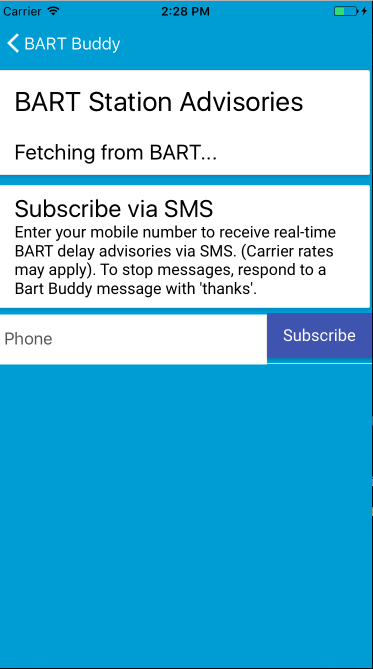 Carrier 2:28 PM
BART Buddy
BART Station Advisories
Fetching from BART...
Subscribe via SMS
Enter your mobile number to receive real-time
BART delay advisories via SMS. (Carrier rates
may apply). To stop messages, respond to a
Bart Buddy message with 'thanks'.
Phone Subscribe